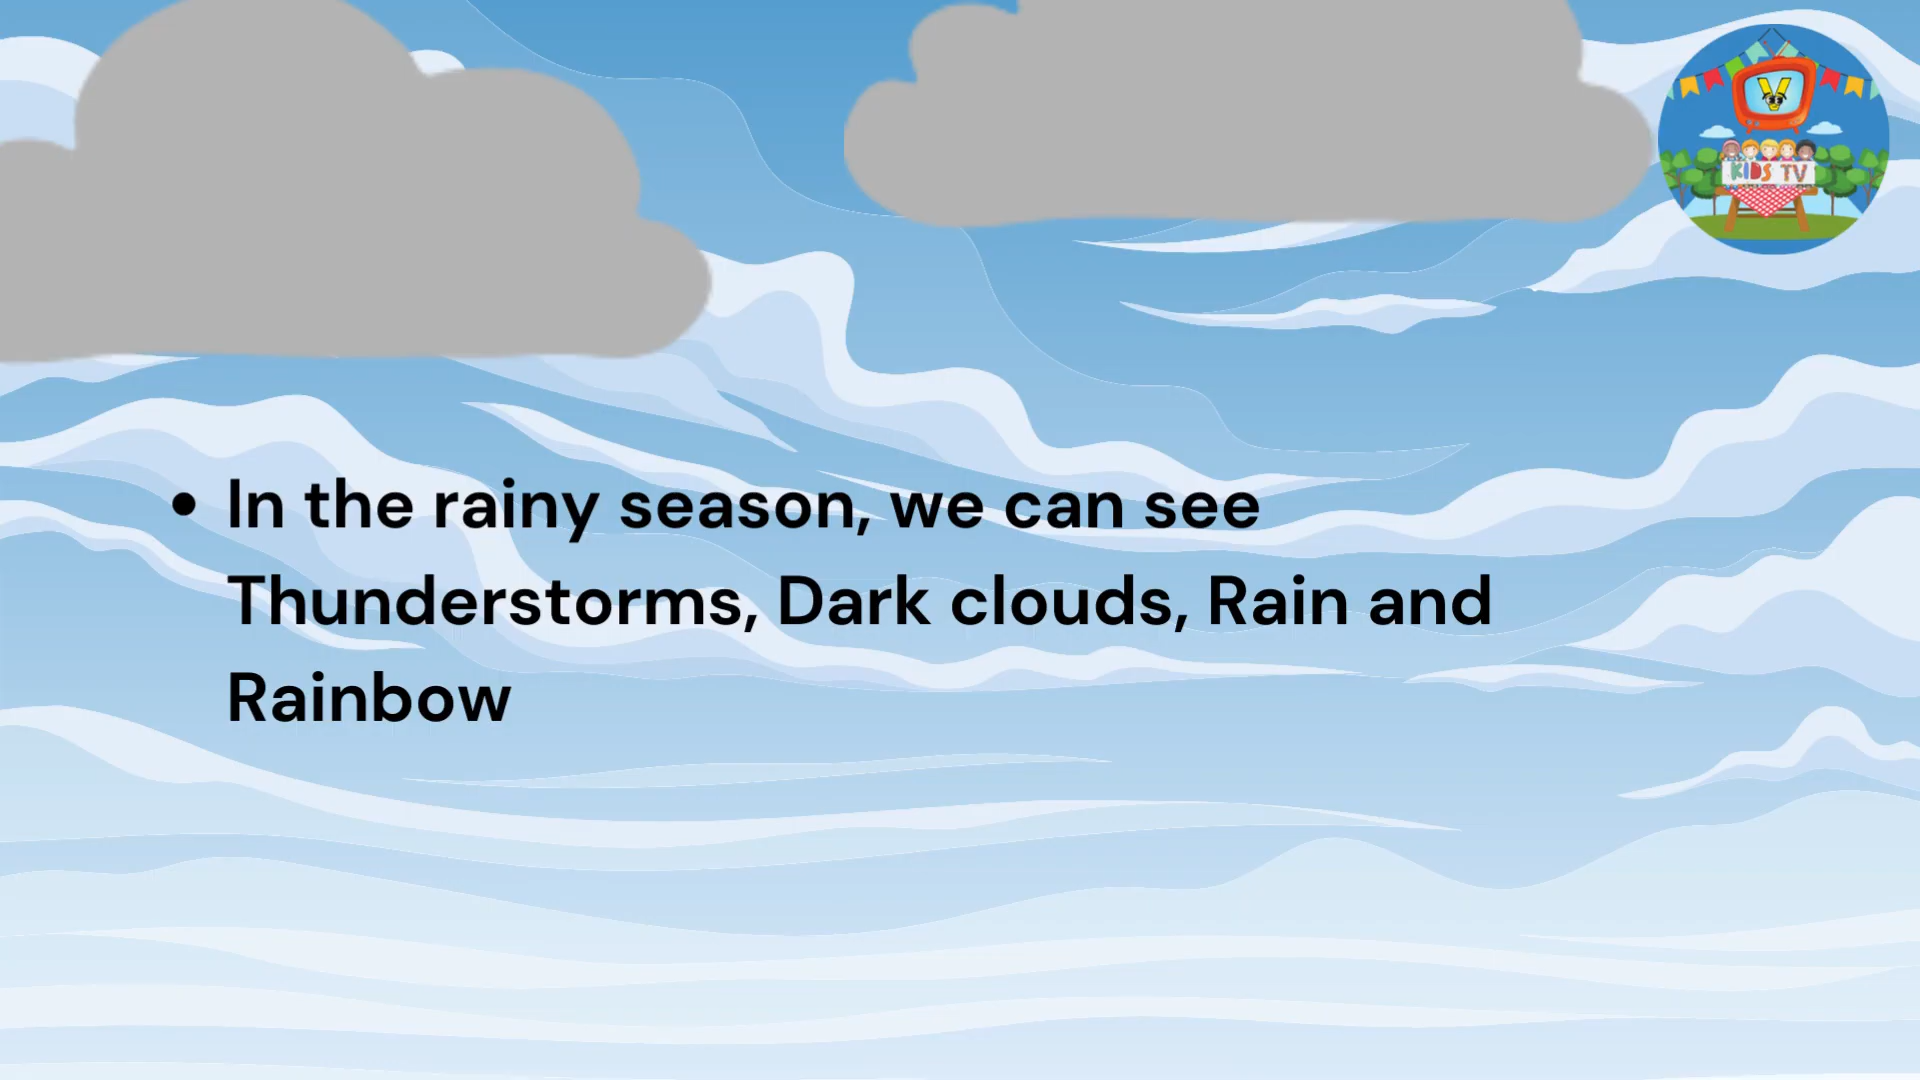 V
KIDS TV
• In the rainy season, we can see
Thunderstorms, Dark clouds, Rain and
Rainbow